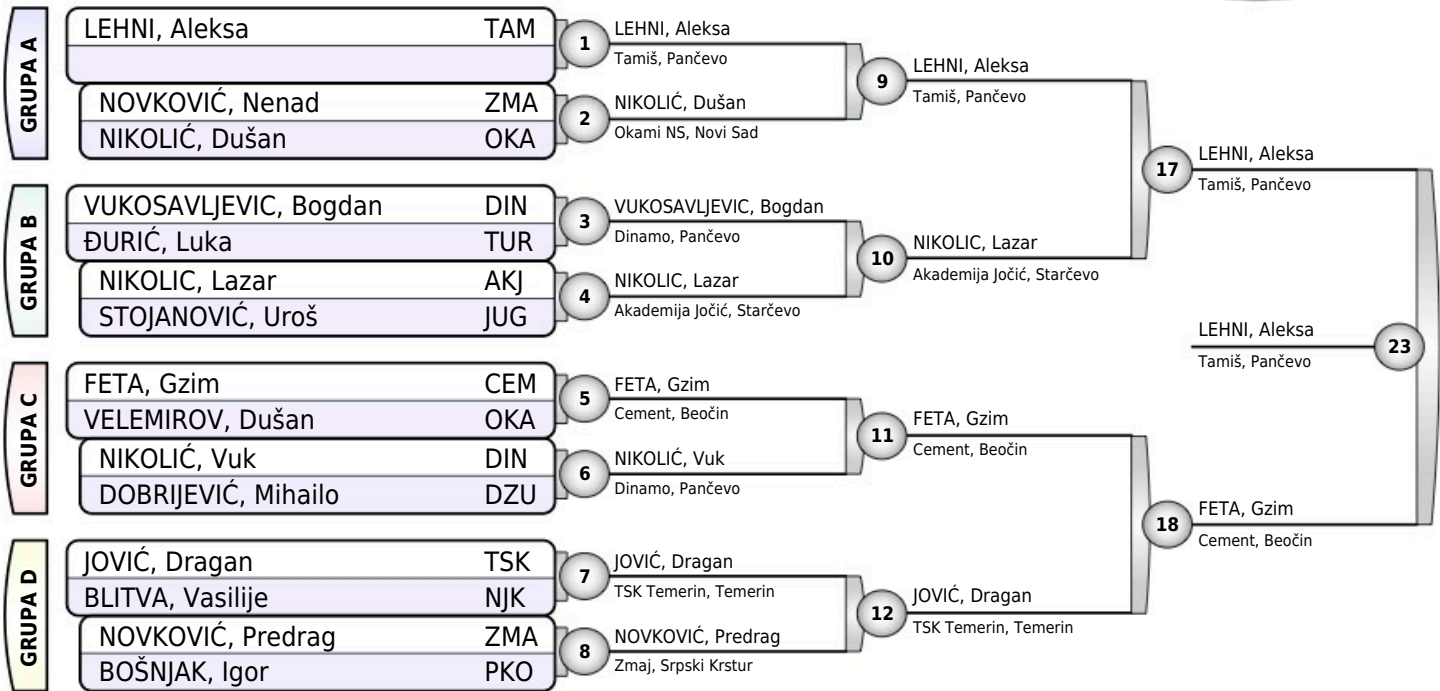 GRUPA A
LEHNI, Aleksa TAM
NOVKOVIĆ, Nenad ZMA
NIKOLIĆ, Dušan OKA
GRUPA B
VUKOSAVLJEVIC, Bogdan DIN
ĐURIĆ, Luka TUR
NIKOLIC, Lazar AKJ
STOJANOVIĆ, Uroš JUG
GRUPA C
FETA, Gzim CEM
VELEMIROV, Dušan OKA
NIKOLIĆ, Vuk DIN
DOBRIJEVIĆ, Mihailo DZU
GRUPA D
JOVIĆ, Dragan TSK
BLITVA, Vasilije NJK
NOVKOVIĆ, Predrag ZMA
BOŠNJAK, Igor PKO
1
LEHNI, Aleksa
Tamiš, Pančevo
2
NIKOLIĆ, Dušan
Okami NS, Novi Sad
3
VUKOSAVLJEVIC, Bogdan
Dinamo, Pančevo
4
NIKOLIC, Lazar
Akademija Jočić, Starčevo
5
FETA, Gzim
Cement, Beočin
6
NIKOLIĆ, Vuk
Dinamo, Pančevo
7
JOVIĆ, Dragan
TSK Temerin, Temerin
8
NOVKOVIĆ, Predrag
Zmaj, Srpski Krstur
9
LEHNI, Aleksa
Tamiš, Pančevo
10
NIKOLIC, Lazar
Akademija Jočić, Starčevo
11
FETA, Gzim
Cement, Beočin
12
JOVIĆ, Dragan
TSK Temerin, Temerin
17
LEHNI, Aleksa
Tamiš, Pančevo
18
FETA, Gzim
Cement, Beočin
LEHNI, Aleksa
Tamiš, Pančevo
23